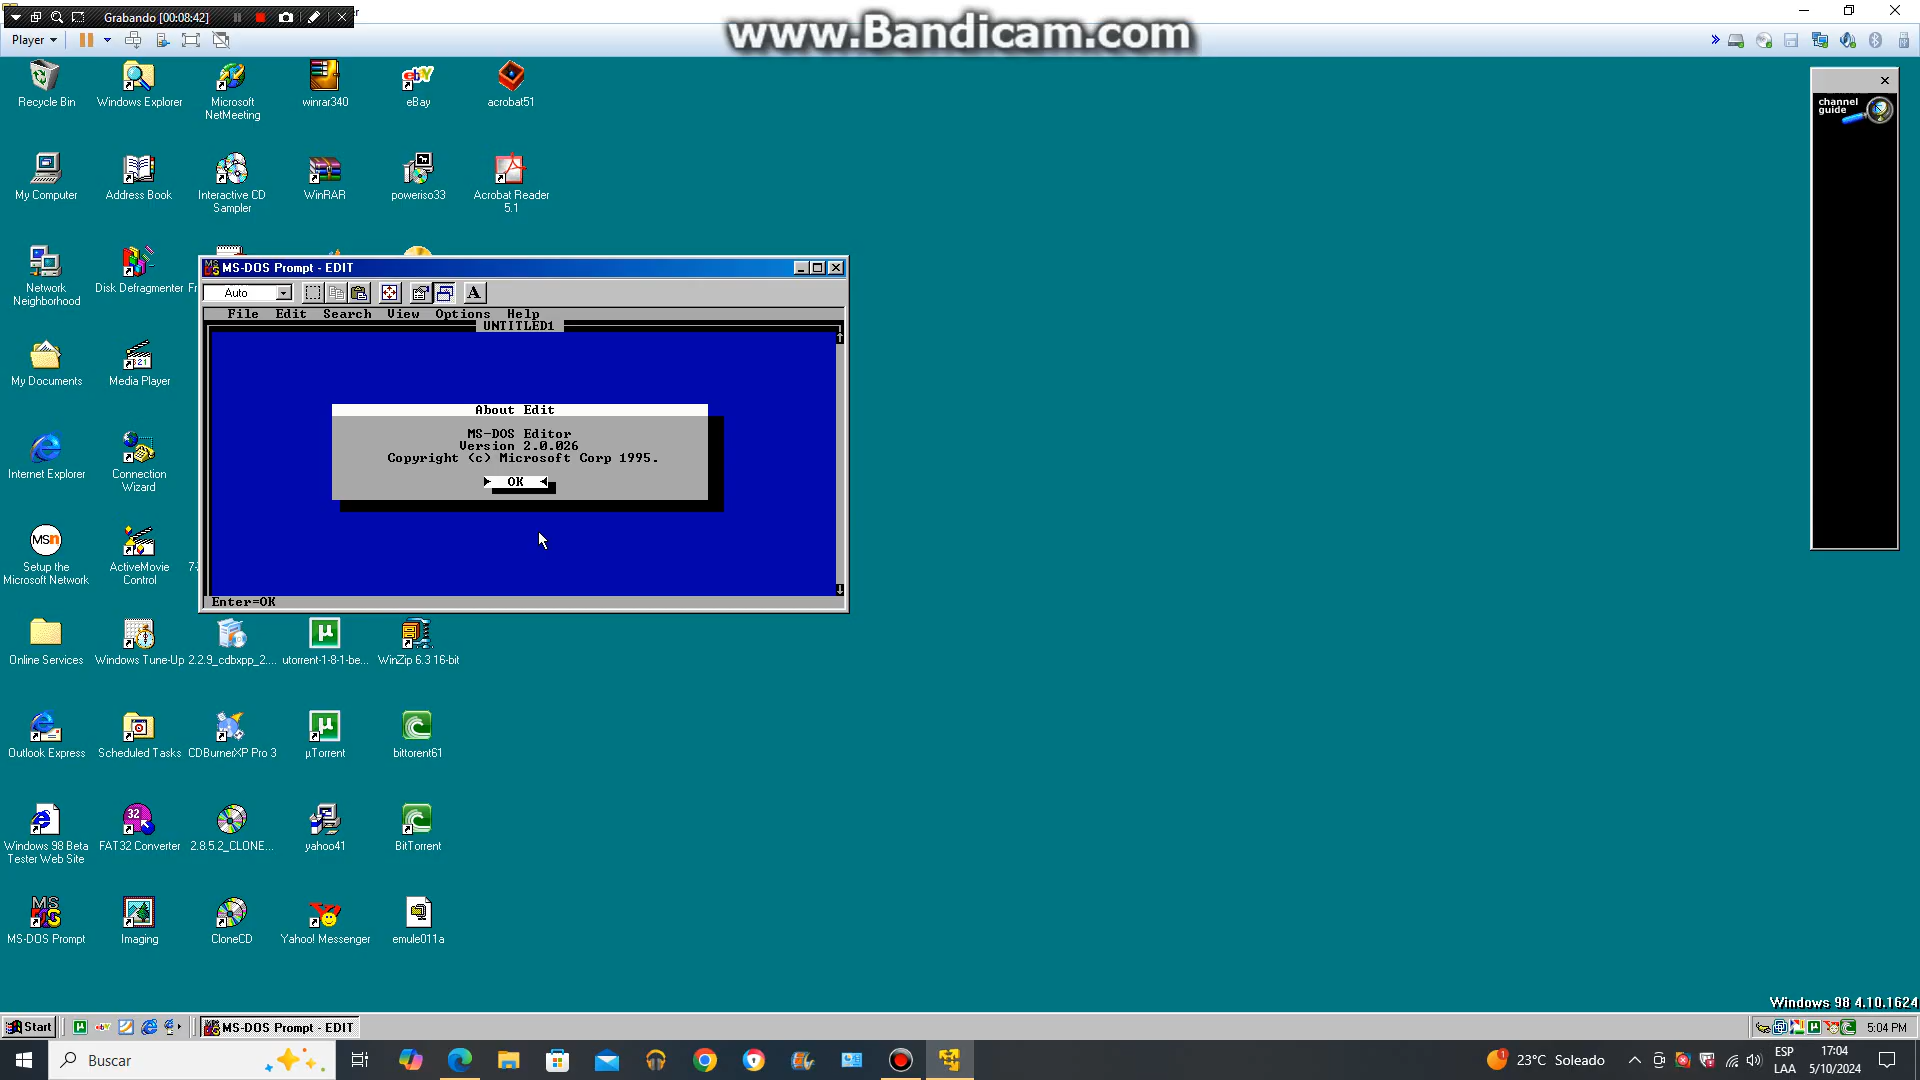 Grabando [00:08:42]
www.Bandicam.com
Player
Recycle Bin
Windows Explorer
Microsoft
NetMeeting
winrar340
eBay
acrobat51
channel
guide
My Computer
Address Book
Interactive CD
Sampler
WinRAR
poweriso33
Acrobat Reader
5.1
Network
Neighborhood
Disk Defragmenter
MS-DOS Prompt - EDIT
Auto
A
File Edit Search View Options Help
UNTITLED1
About Edit
MS-DOS Editor
Version 2.0.026
Copyright (c) Microsoft Corp 1995.
OK
Enter=OK
My Documents
Media Player
Internet Explorer
Connection
Wizard
Setup the
Microsoft Network
ActiveMovie
Control
Online Services
Windows Tune-Up
2.2.9_cdbxpp_2....
utorrent-1-8-1-be...
WinZip 6.3 16-bit
Outlook Express
Scheduled Tasks
CDBurnerXP Pro 3
µTorrent
bittorent61
Windows 98 Beta
Tester Web Site
FAT32 Converter
2.8.5.2_CLONE...
yahoo41
BitTorrent
MS-DOS Prompt
Imaging
CloneCD
Yahoo! Messenger
emule011a
Windows 98 4.10.1624
Start
MS-DOS Prompt - EDIT
5:04 PM
Buscar
23°C Soleado
ESP
LAA
17:04
5/10/2024